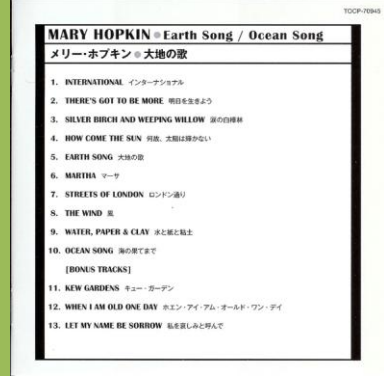 TOCP-70945
MARY HOPKIN ● Earth Song / Ocean Song
メリー・ホプキン ● 大地の歌
1. INTERNATIONAL インターナショナル
2. THERE'S GOT TO BE MORE 明日を生きよう
3. SILVER BIRCH AND WEEPING WILLOW 涙の白樺林
4. HOW COME THE SUN 何故、太陽は輝かない
5. EARTH SONG 大地の歌
6. MARTHA マーサ
7. STREETS OF LONDON ロンドン通り
8. THE WIND 風
9. WATER, PAPER & CLAY 水と紙と粘土
10. OCEAN SONG 海の果てまで
[BONUS TRACKS]
11. KEW GARDENS キュー・ガーデン
12. WHEN I AM OLD ONE DAY ホエン・アイ・アム・オールド・ワン・デイ
13. LET MY NAME BE SORROW 私を哀しみと呼んで